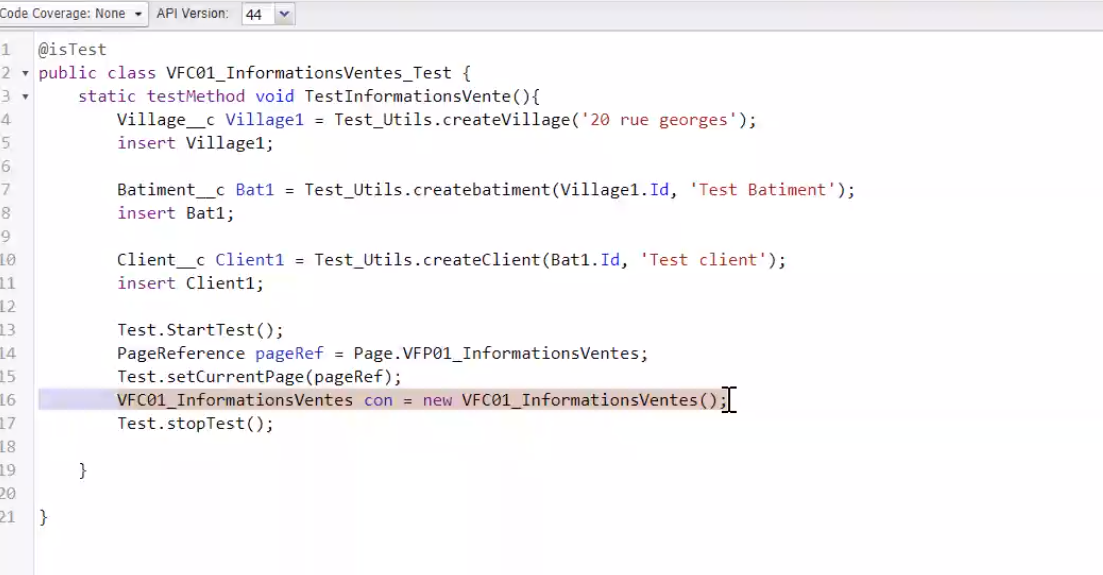 Code Coverage: None API Version: 44
1 @isTest
2 public class VFC01_InformationsVentes_Test {
3 static testMethod void TestInformationsVente(){
4 Village__c Village1 = Test_Utils.createVillage('20 rue georges');
5 insert Village1;
6
7 Batiment__c Bat1 = Test_Utils.createbatiment(Village1.Id, 'Test Batiment');
8 insert Bat1;
9
10 Client__c Client1 = Test_Utils.createClient(Bat1.Id, 'Test client');
11 insert Client1;
12
13 Test.StartTest();
14 PageReference pageRef = Page.VFP01_InformationsVentes;
15 Test.setCurrentPage(pageRef);
16 VFC01_InformationsVentes con = new VFC01_InformationsVentes();
17 Test.stopTest();
18
19 }
20
21 }